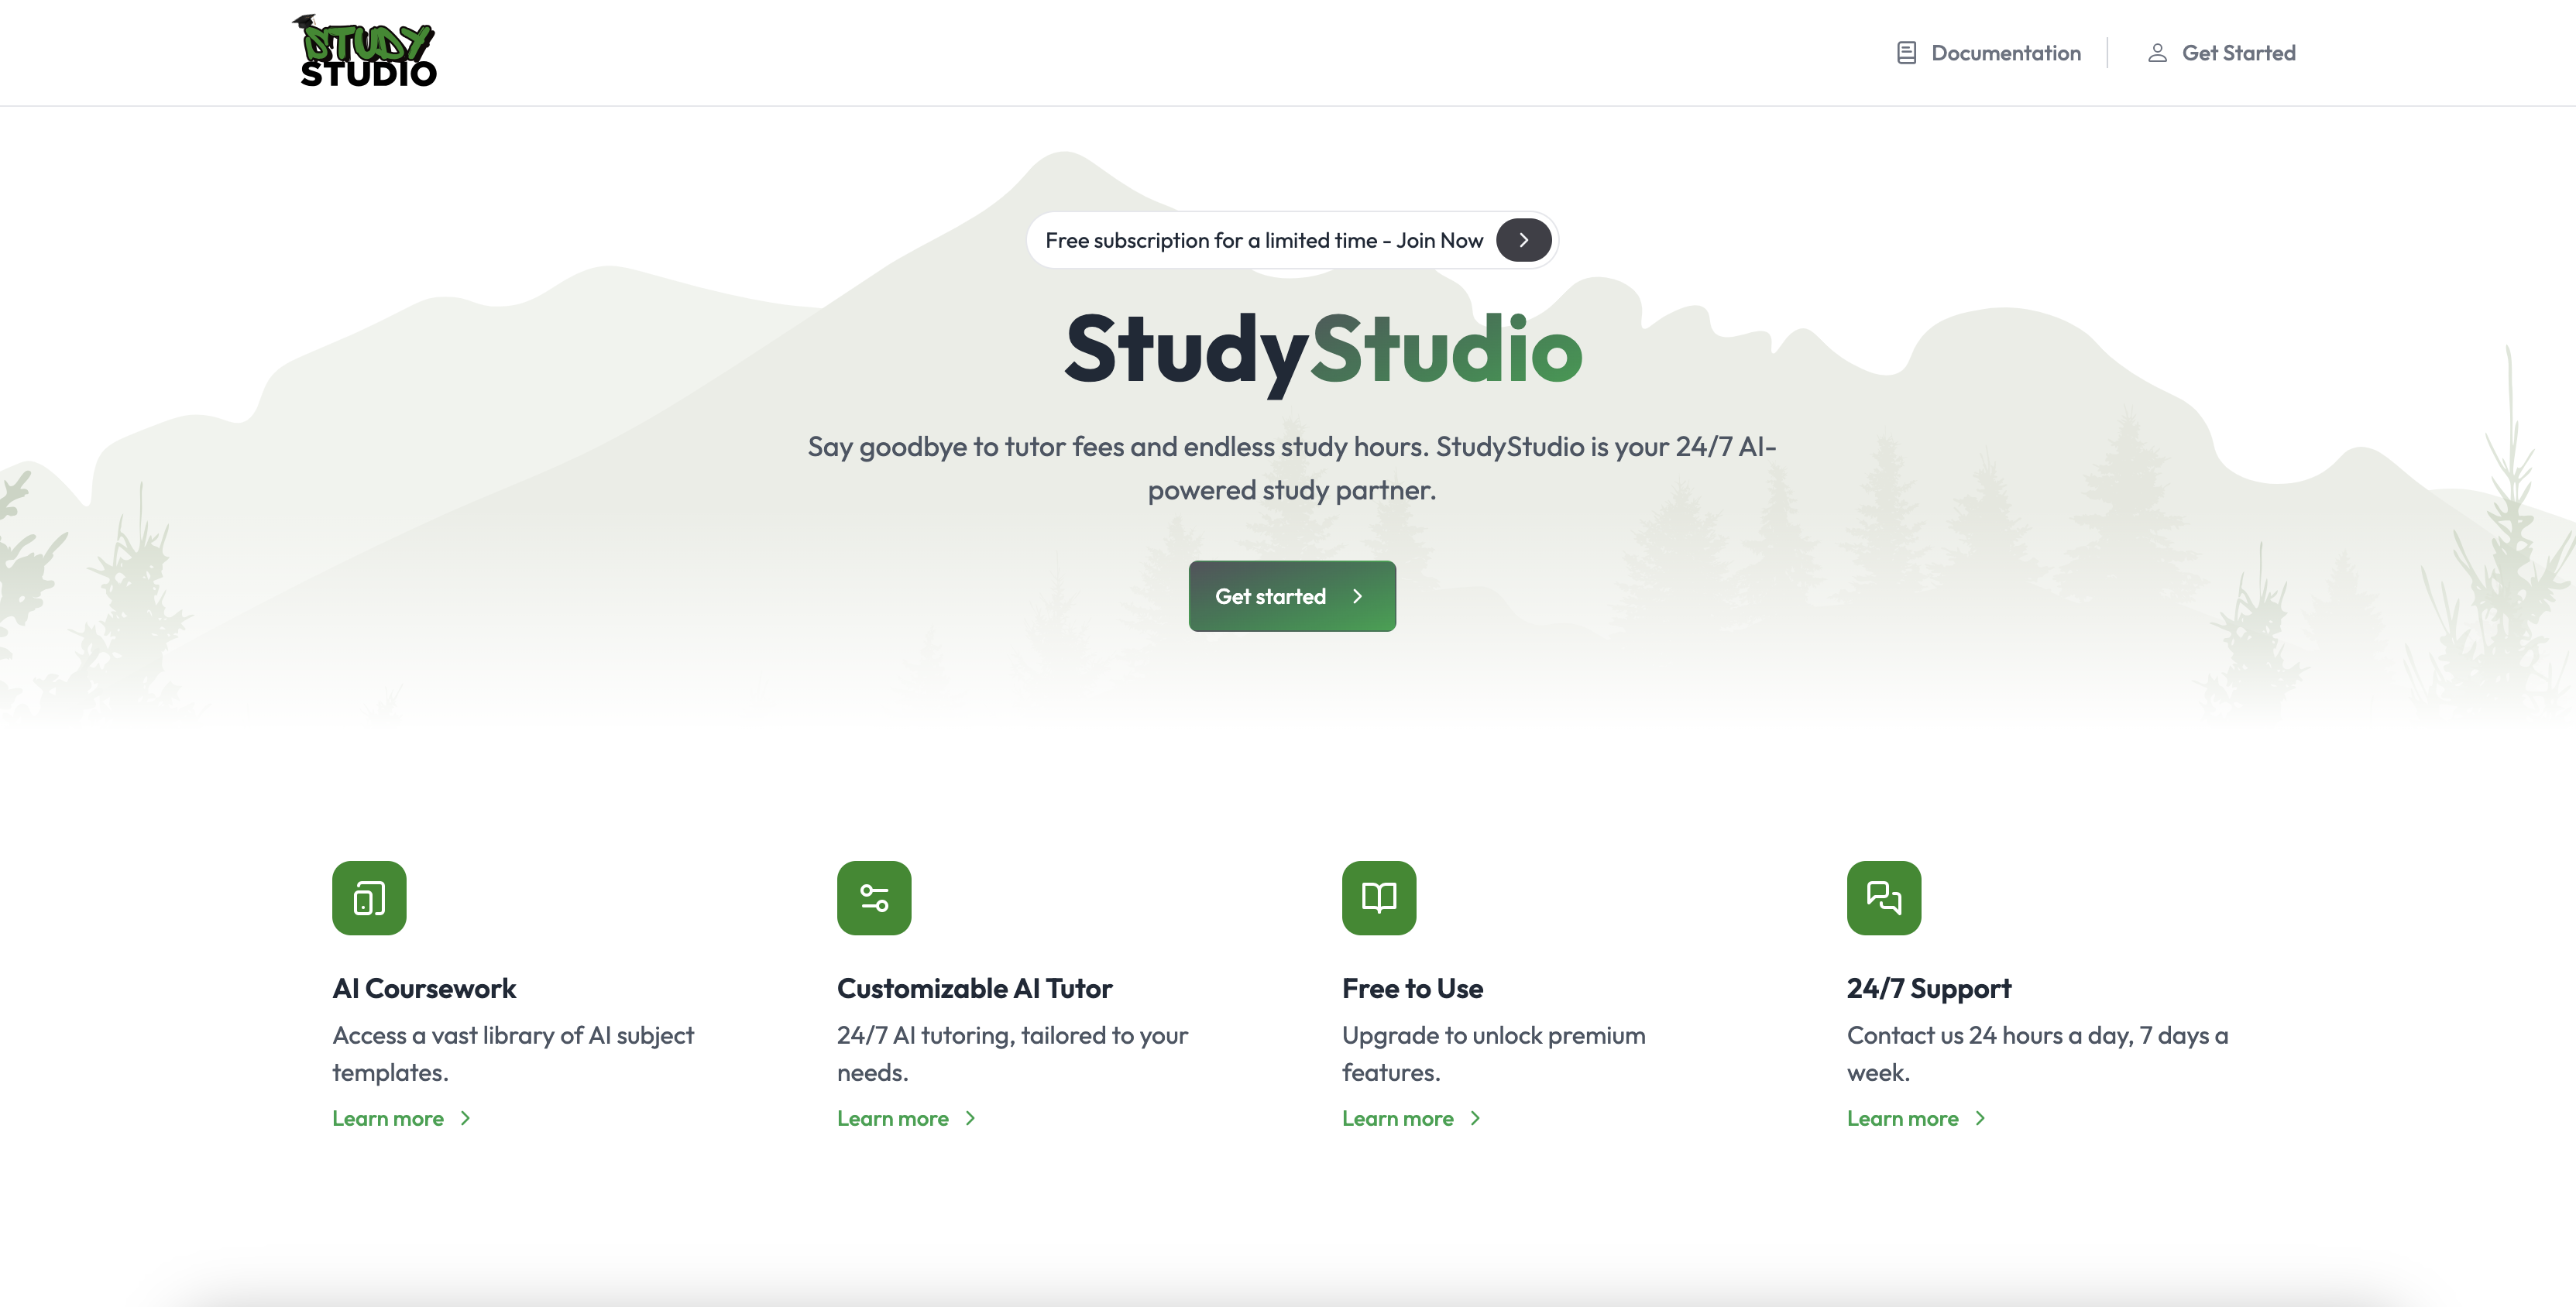 STUDY
STUDIO
Documentation
Get Started
Free subscription for a limited time - Join Now
StudyStudio
Say goodbye to tutor fees and endless study hours. StudyStudio is your 24/7 AI-
powered study partner.
Get started
AI Coursework
Access a vast library of AI subject
templates.
Learn more
Customizable AI Tutor
24/7 AI tutoring, tailored to your
needs.
Learn more
Free to Use
Upgrade to unlock premium
features.
Learn more
24/7 Support
Contact us 24 hours a day, 7 days a
week.
Learn more